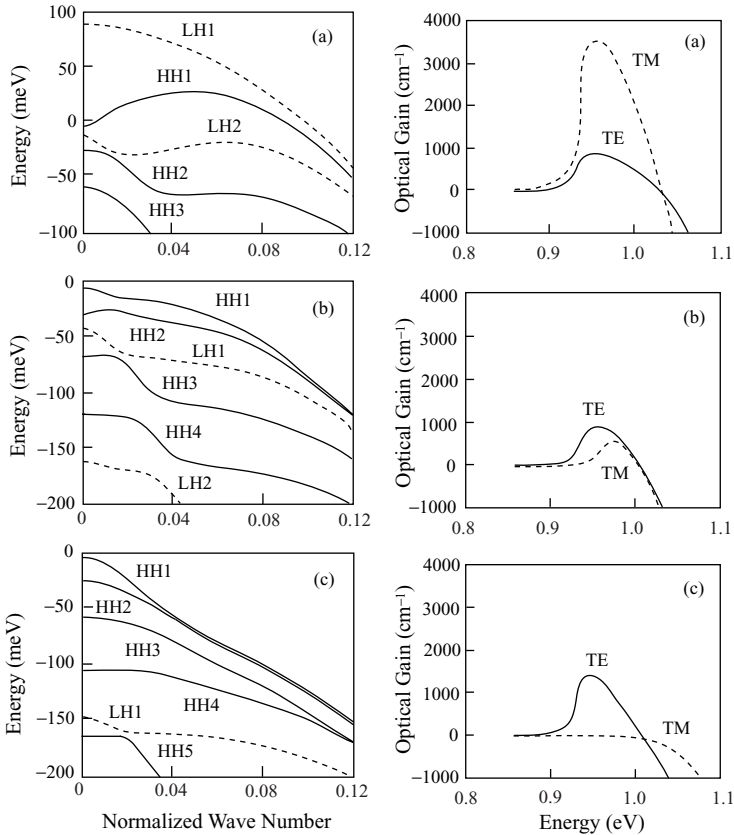 100
50
0
−50
−100
Energy (meV)
(a)
LH1
HH1
LH2
HH2
HH3
0
0.04
0.08
0.12
4000
3000
2000
1000
0
−1000
Optical Gain (cm−1)
(a)
TM
TE
0.8
0.9
1.0
1.1
0
−50
−100
−150
−200
Energy (meV)
(b)
HH1
HH2
LH1
HH3
HH4
LH2
0
0.04
0.08
0.12
4000
3000
2000
1000
0
−1000
Optical Gain (cm−1)
(b)
TE
TM
0.8
0.9
1.0
1.1
0
−50
−100
−150
−200
Energy (meV)
(c)
HH1
HH2
HH3
HH4
LH1
HH5
0
0.04
0.08
0.12
Normalized Wave Number
4000
3000
2000
1000
0
−1000
Optical Gain (cm−1)
(c)
TE
TM
0.8
0.9
1.0
1.1
Energy (eV)